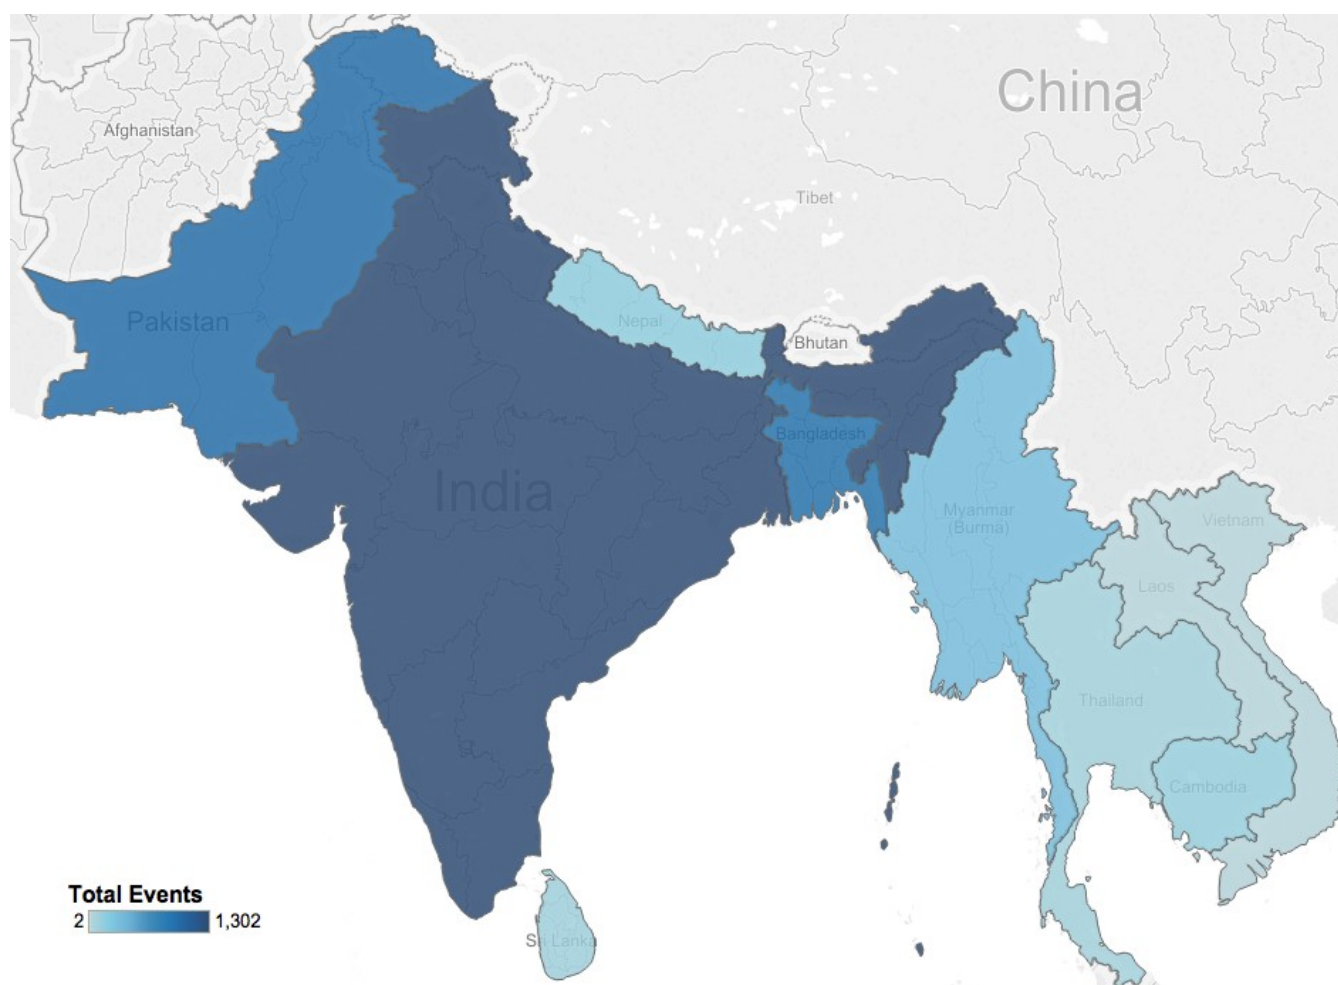 China
Afghanistan
Tibet
Pakistan
Nepal
Bhutan
Bangladesh
India
Myanmar
(Burma)
Vietnam
Laos
Thailand
Cambodia
Total Events
2 1,302
Sri Lanka